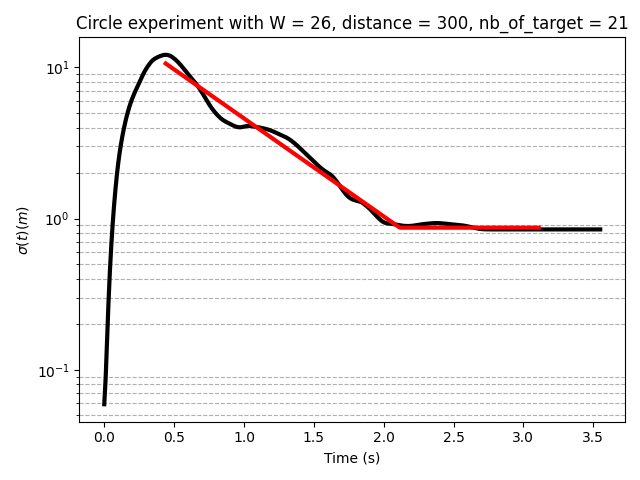 Circle experiment with W = 26, distance = 300, nb_of_target = 21
σ(t)(m)
10¹
10⁰
10⁻¹
0.0 0.5 1.0 1.5 2.0 2.5 3.0 3.5
Time (s)